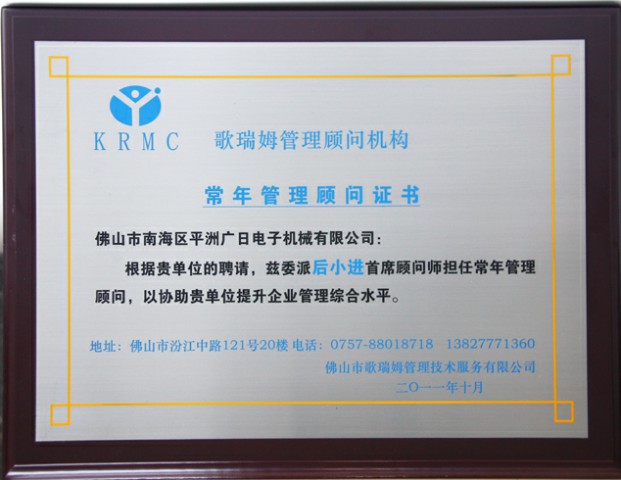 KRMC
歌瑞姆管理顾问机构
常年管理顾问证书
佛山市南海区平洲广日电子机械有限公司：
根据贵单位的聘请，兹委派后小进首席顾问师担任常年管理
顾问，以协助贵单位提升企业管理综合水平。
地址：佛山市汾江中路121号20楼 电话：0757-88018718 13827771360
佛山市歌瑞姆管理技术服务有限公司
二〇一一年十月